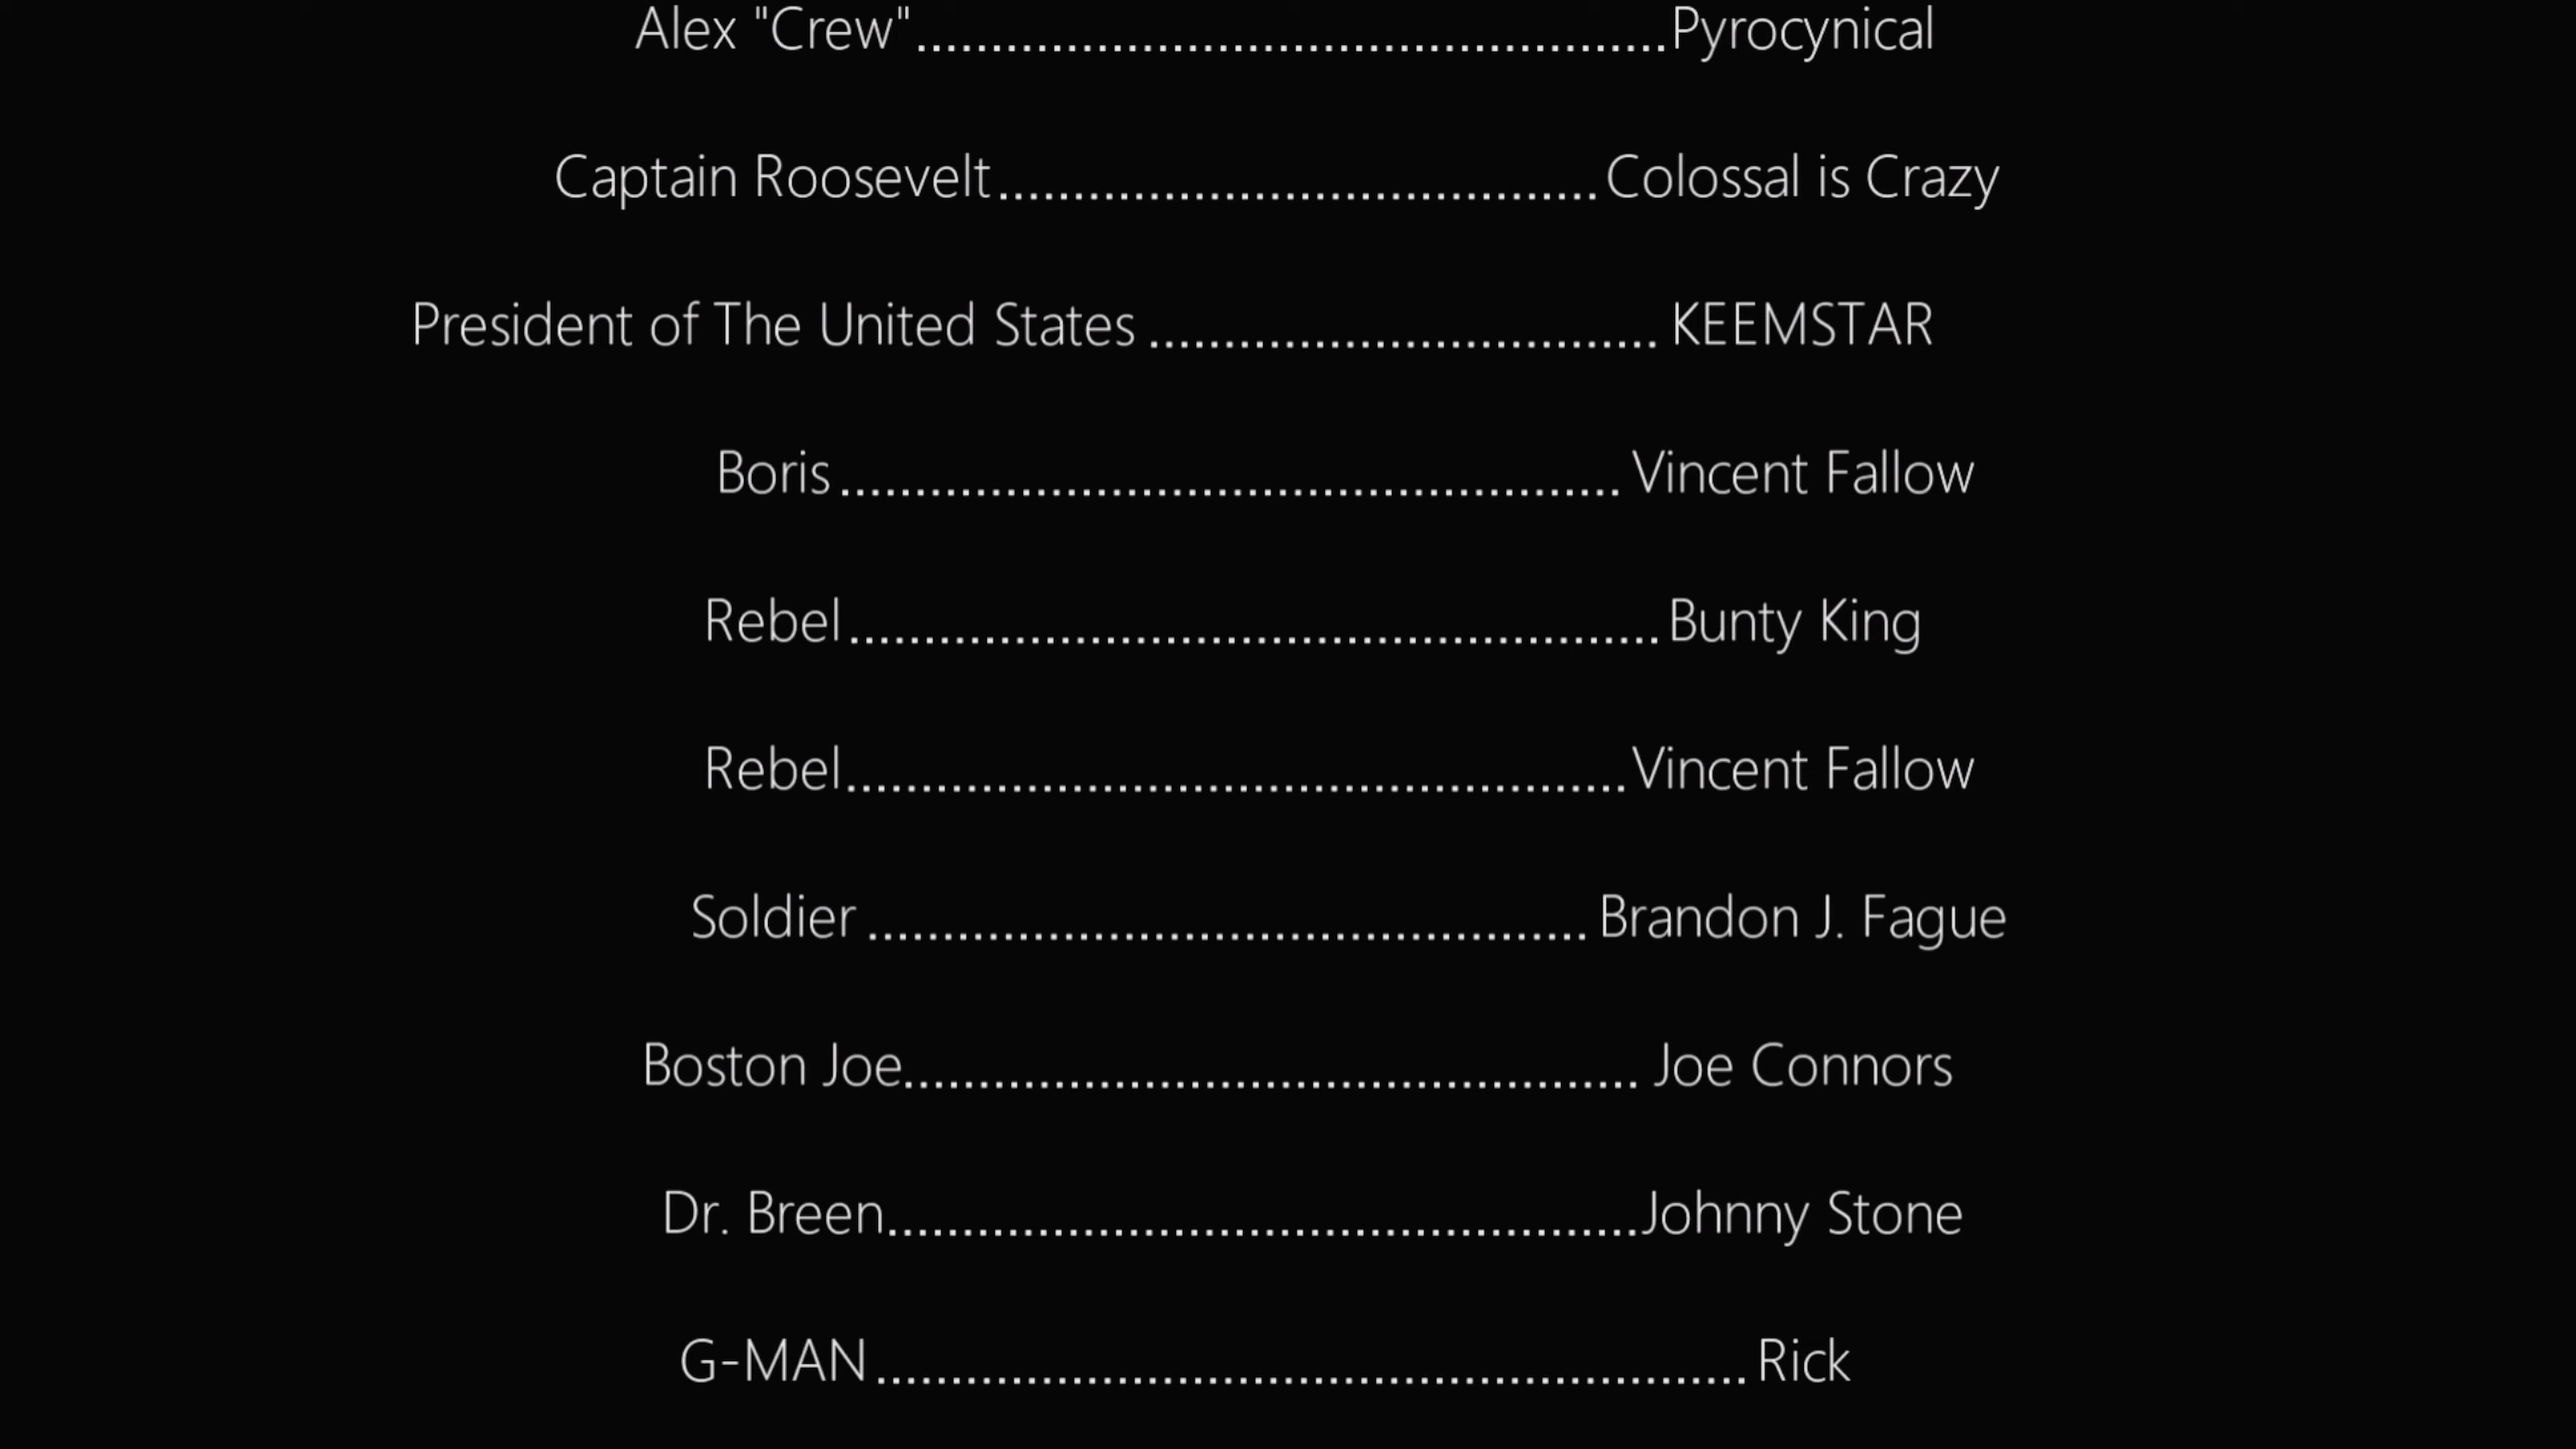 Alex "Crew"..................................................Pyrocynical
Captain Roosevelt........................................Colossal is Crazy
President of The United States .................................. KEEMSTAR
Boris .................................................... Vincent Fallow
Rebel......................................................Bunty King
Rebel....................................................Vincent Fallow
Soldier ................................................ Brandon J. Fague
Boston Joe................................................. Joe Connors
Dr. Breen..................................................Johnny Stone
G-MAN.......................................................... Rick